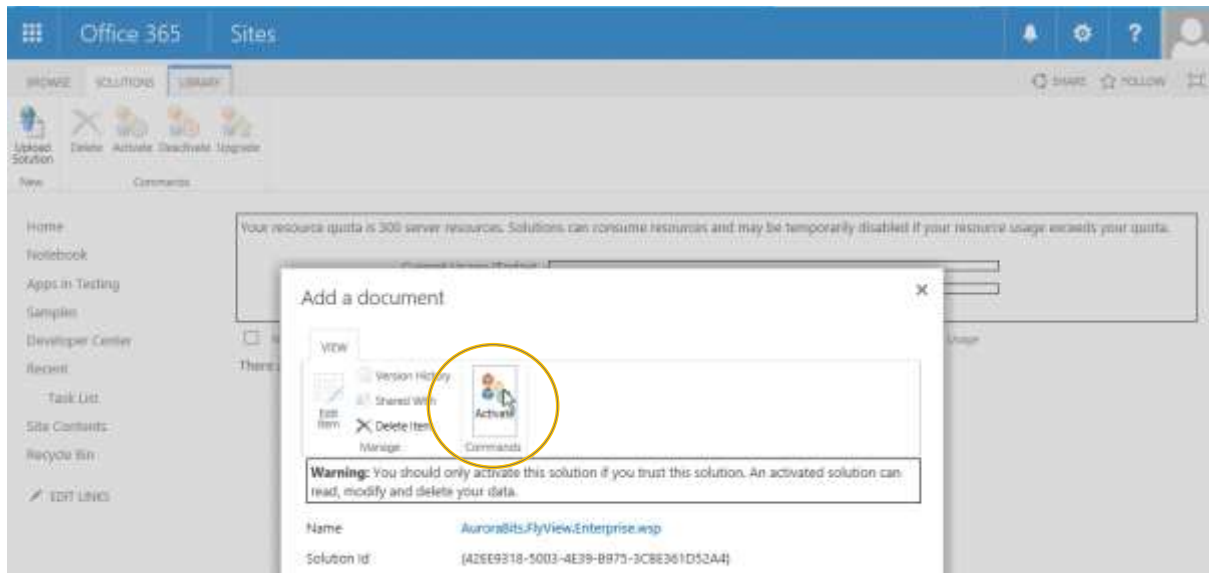 Office 365 Sites
BROWSE SOLUTIONS LIBRARY SHARE FOLLOW
Upload Solution Delete Activate Deactivate Upgrade
New Commands
Home
Notebook
Apps in Testing
Samples
Developer Center
Recent
Task List
Site Contents
Recycle Bin
EDIT LINKS
Your resource quota is 300 server resources. Solutions can consume resources and may be temporarily disabled if your resource usage exceeds your quota.
There
Usage
Add a document
VIEW
Edit Item
Version History
Shared With
Delete Item
Manage
Activate
Commands
Warning: You should only activate this solution if you trust this solution. An activated solution can
read, modify and delete your data.
Name AuroraBits.FlyView.Enterprise.wsp
Solution Id {42EE9318-5003-4E39-B975-3CBE361D52A4}